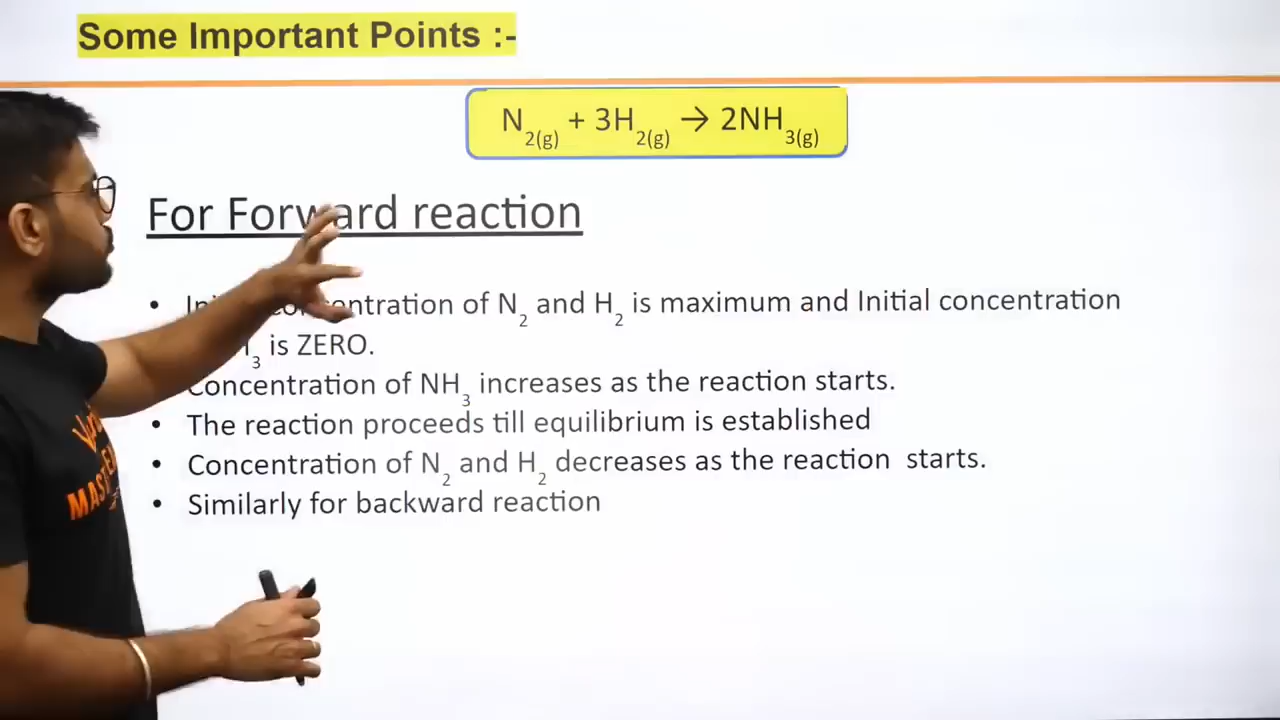 Some Important Points :-
N2(g) + 3H2(g) → 2NH3(g)
For Forward reaction
• concentration of N2 and H2 is maximum and Initial concentration
3 is ZERO.
Concentration of NH3 increases as the reaction starts.
• The reaction proceeds till equilibrium is established
• Concentration of N2 and H2 decreases as the reaction starts.
• Similarly for backward reaction